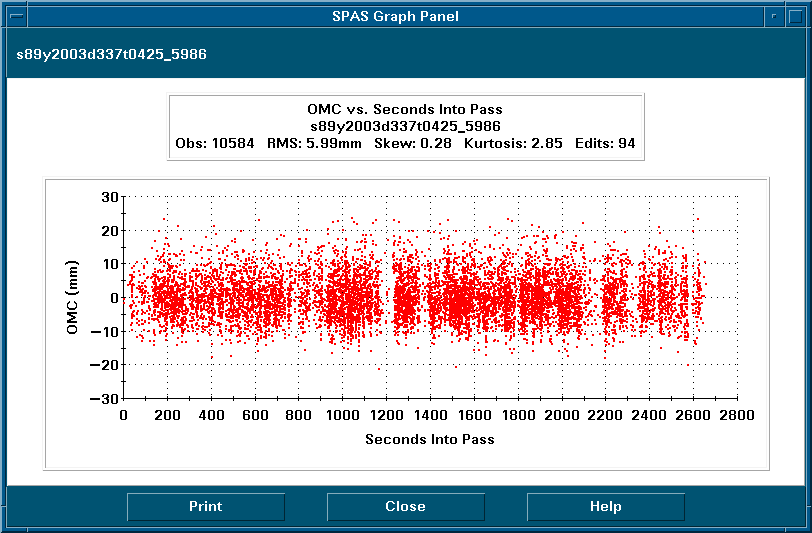 SPAS Graph Panel
s89y2003d337t0425_5986
OMC vs. Seconds Into Pass
s89y2003d337t0425_5986
Obs: 10584 RMS: 5.99mm Skew: 0.28 Kurtosis: 2.85 Edits: 94
30
20
10
0
−10
−20
−30
OMC (mm)
0 200 400 600 800 1000 1200 1400 1600 1800 2000 2200 2400 2600 2800
Seconds Into Pass
Print Close Help